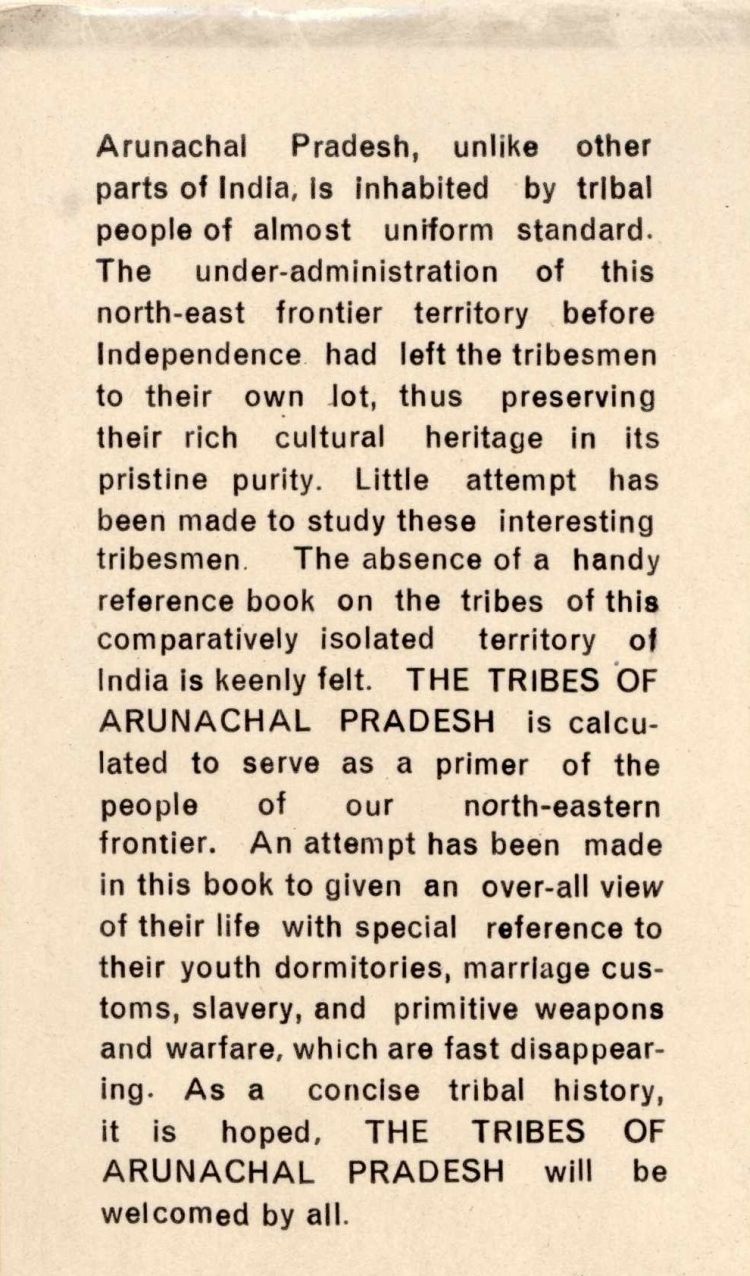 Arunachal Pradesh, unlike other
parts of India, is inhabited by tribal
people of almost uniform standard.
The under-administration of this
north-east frontier territory before
Independence had left the tribesmen
to their own lot, thus preserving
their rich cultural heritage in its
pristine purity. Little attempt has
been made to study these interesting
tribesmen. The absence of a handy
reference book on the tribes of this
comparatively isolated territory of
India is keenly felt. THE TRIBES OF
ARUNACHAL PRADESH is calcu-
lated to serve as a primer of the
people of our north-eastern
frontier. An attempt has been made
in this book to given an over-all view
of their life with special reference to
their youth dormitories, marriage cus-
toms, slavery, and primitive weapons
and warfare, which are fast disappear-
ing. As a concise tribal history,
it is hoped, THE TRIBES OF
ARUNACHAL PRADESH will be
welcomed by all.